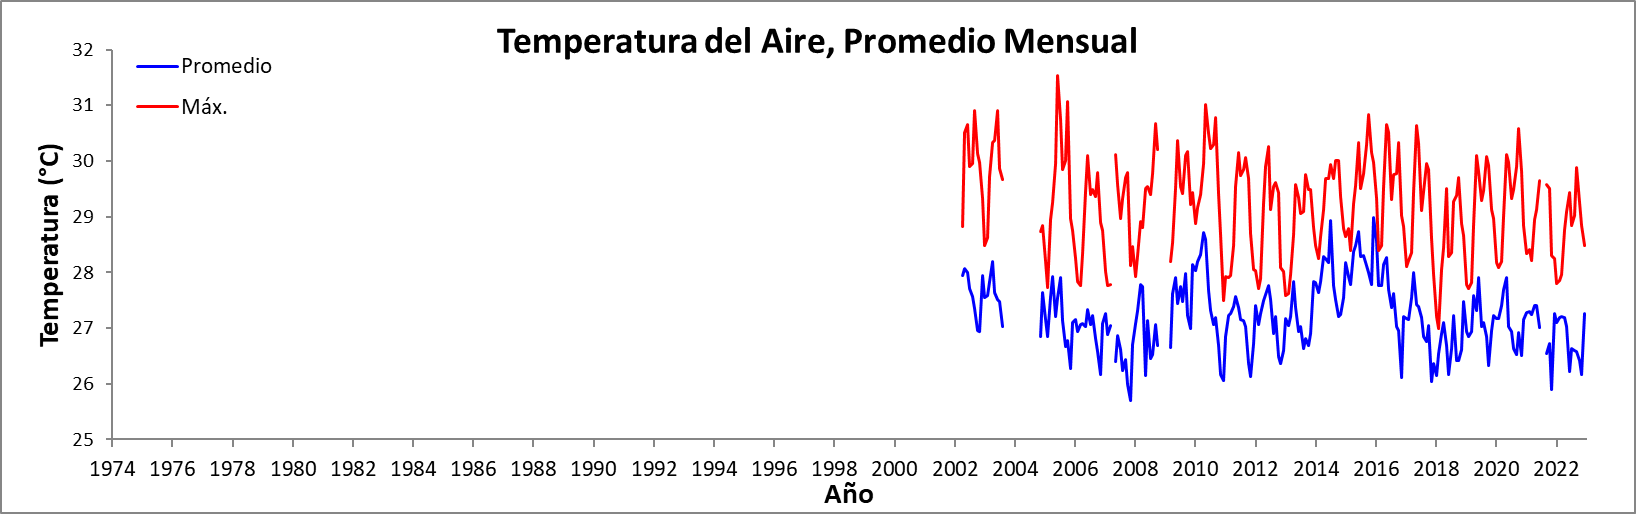 Temperatura del Aire, Promedio Mensual
Promedio
Máx.
Temperatura (°C)
32
31
30
29
28
27
26
25
1974 1976 1978 1980 1982 1984 1986 1988 1990 1992 1994 1996 1998 2000 2002 2004 2006 2008 2010 2012 2014 2016 2018 2020 2022
Año